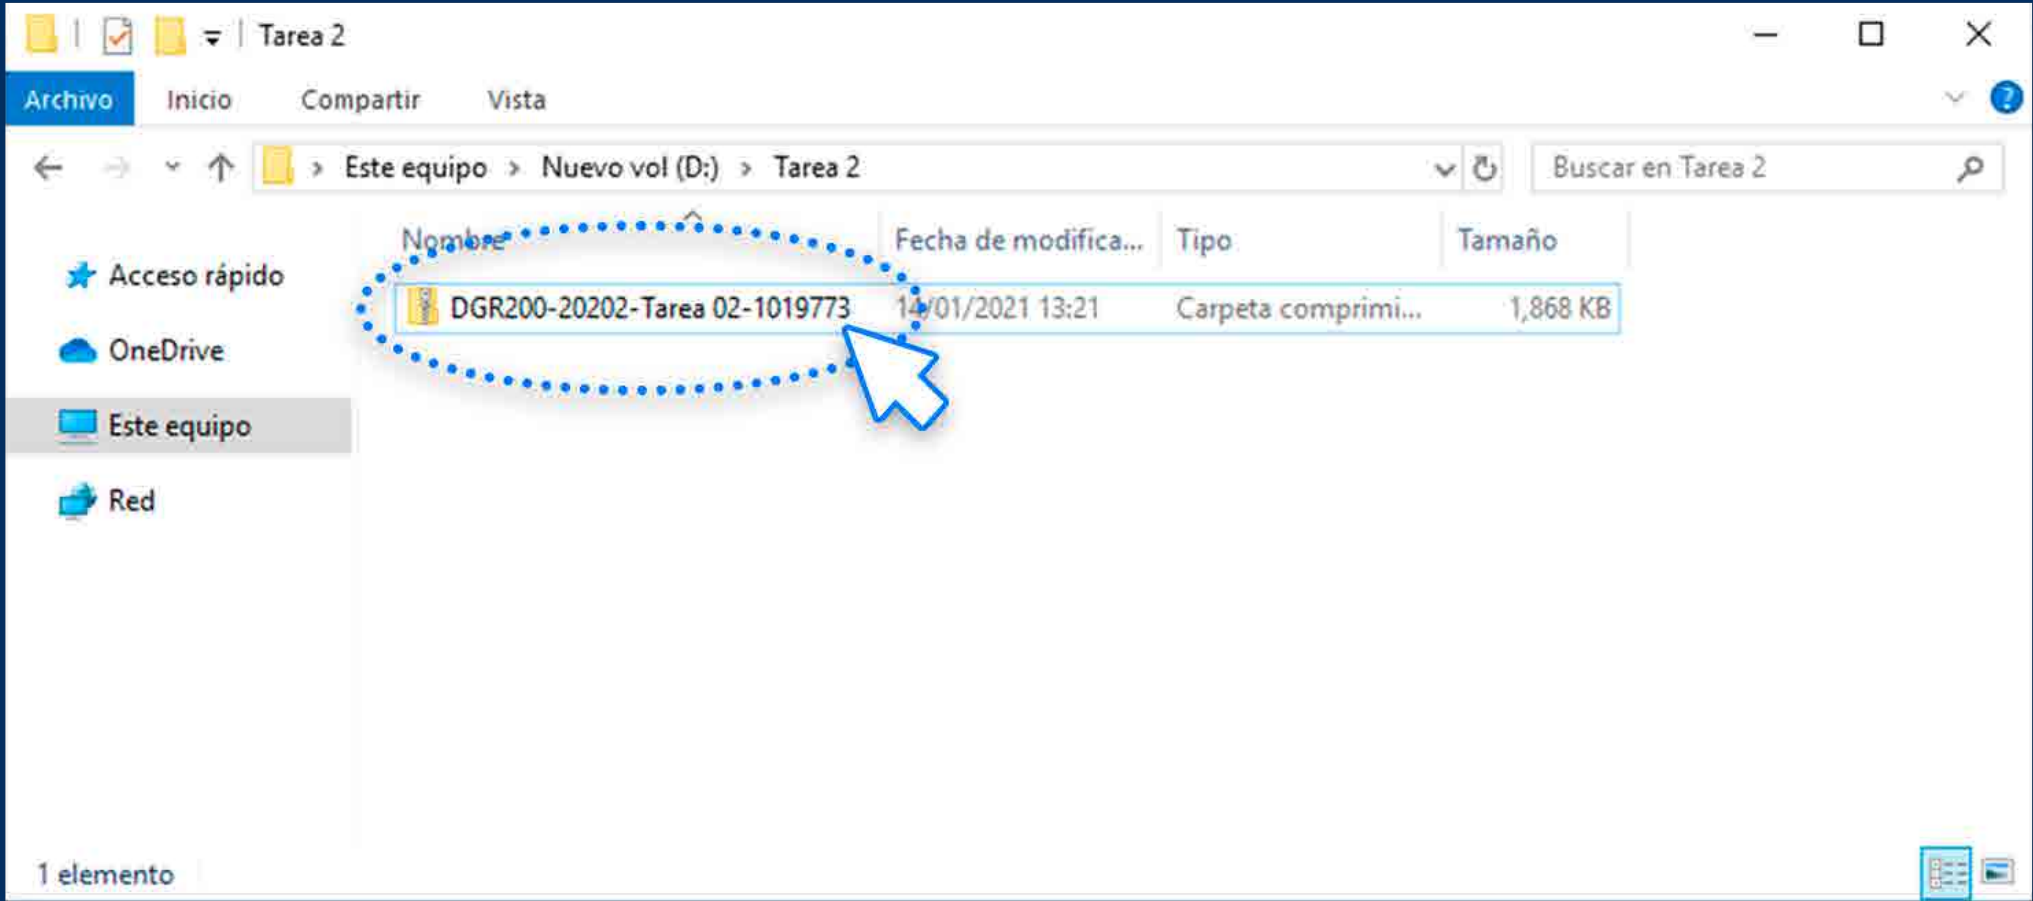 Tarea 2
Archivo Inicio Compartir Vista
Este equipo > Nuevo vol (D:) > Tarea 2 Buscar en Tarea 2
Nombre Fecha de modifica... Tipo Tamaño
Acceso rápido
DGR200-20202-Tarea 02-1019773 14/01/2021 13:21 Carpeta comprimi... 1,868 KB
OneDrive
Este equipo
Red
1 elemento